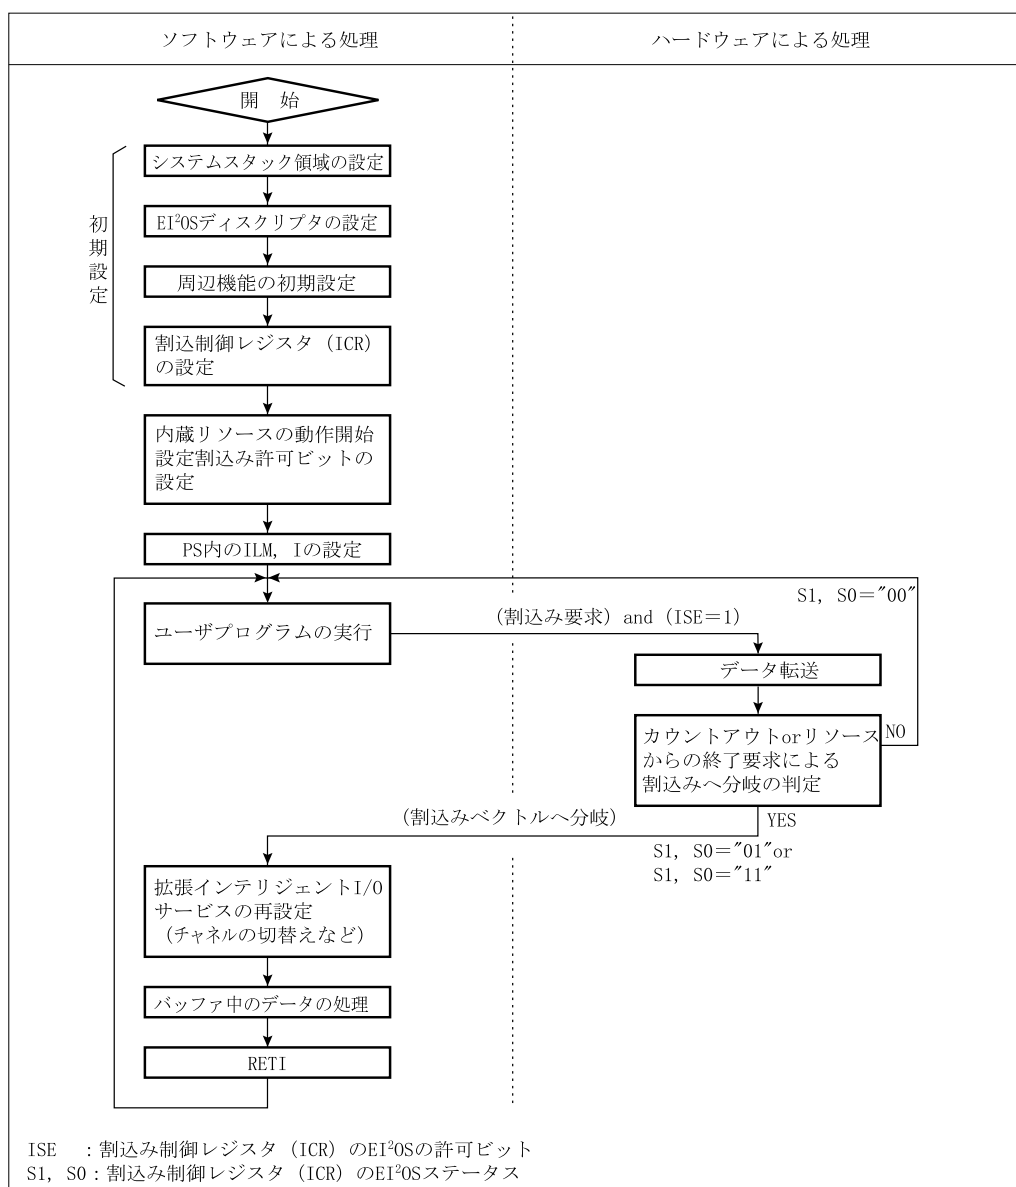 ソフトウェアによる処理
ハードウェアによる処理
開 始
システムスタック領域の設定
EI²OSディスクリプタの設定
周辺機能の初期設定
割込制御レジスタ (ICR)
の設定
初期設定
内蔵リソースの動作開始
設定割込み許可ビットの
設定
PS内のILM, Iの設定
S1, S0＝"00"
ユーザプログラムの実行
(割込み要求) and (ISE＝1)
データ転送
カウントアウトorリソース
からの終了要求による
割込みへ分岐の判定
NO
YES
(割込みベクトルへ分岐)
S1, S0＝"01"or
S1, S0＝"11"
拡張インテリジェントI/O
サービスの再設定
(チャネルの切替えなど)
バッファ中のデータの処理
RETI
ISE ：割込み制御レジスタ (ICR) のEI²OSの許可ビット
S1, S0：割込み制御レジスタ (ICR) のEI²OSステータス